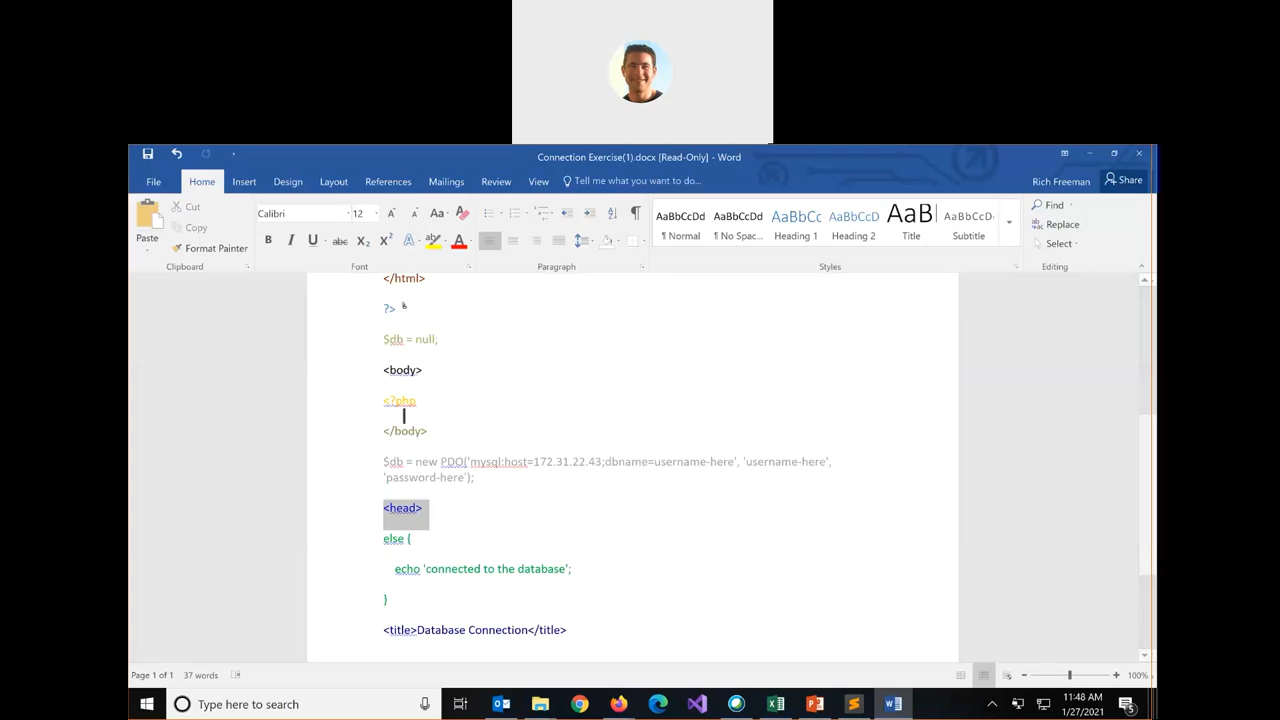 Connection Exercise(1).docx [Read-Only] - Word
File Home Insert Design Layout References Mailings Review View Tell me what you want to do... Rich Freeman Share
Paste
Cut
Copy
Format Painter
Clipboard
Calibri 12
Aa
B I U abc X₂ X² A A
Font
Paragraph
AaBbCcDd AaBbCcDd AaBbCc AaBbCcD AaB AaBbCcD
¶ Normal ¶ No Spac... Heading 1 Heading 2 Title Subtitle
Styles
Find
Replace
Select
Editing
</html>
?>
$db = null;
<body>
<?php
</body>
$db = new PDO('mysql:host=172.31.22.43;dbname=username-here', 'username-here',
'password-here');
<head>
else {
echo 'connected to the database';
}
<title>Database Connection</title>
Page 1 of 1 37 words 100%
Type here to search
11:48 AM
1/27/2021
5